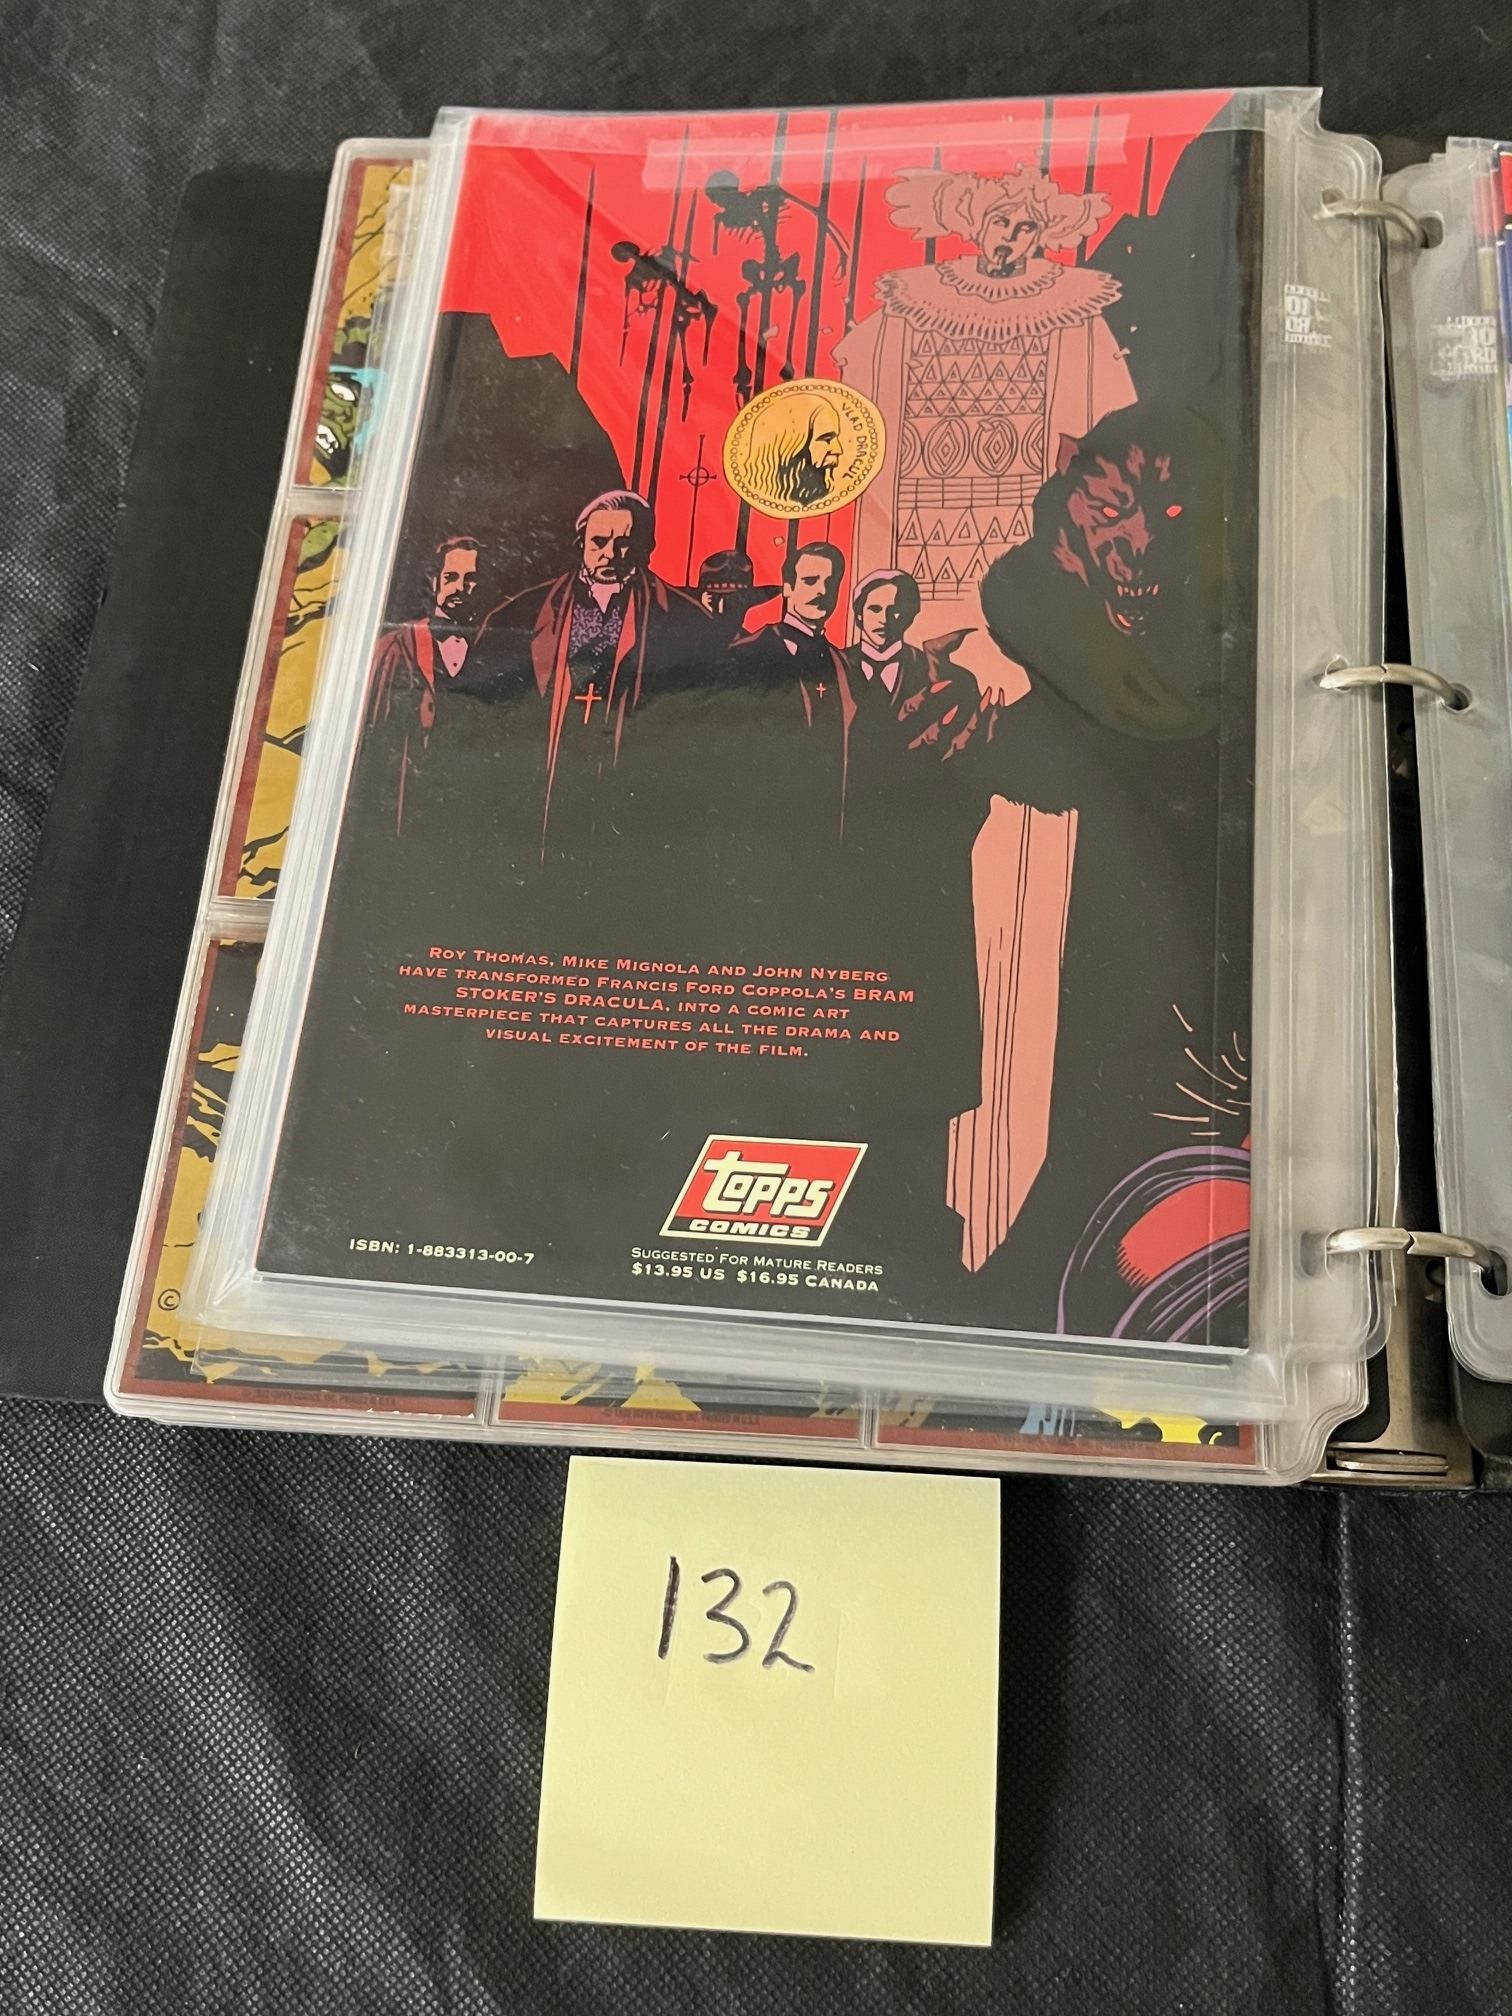 VLAD DRACUL
ROY THOMAS, MIKE MIGNOLA AND JOHN NYBERG
HAVE TRANSFORMED FRANCIS FORD COPPOLA'S BRAM
STOKER'S DRACULA, INTO A COMIC ART
MASTERPIECE THAT CAPTURES ALL THE DRAMA AND
VISUAL EXCITEMENT OF THE FILM.
Topps
COMICS
ISBN: 1-883313-00-7
SUGGESTED FOR MATURE READERS
$13.95 US $16.95 CANADA
©
132